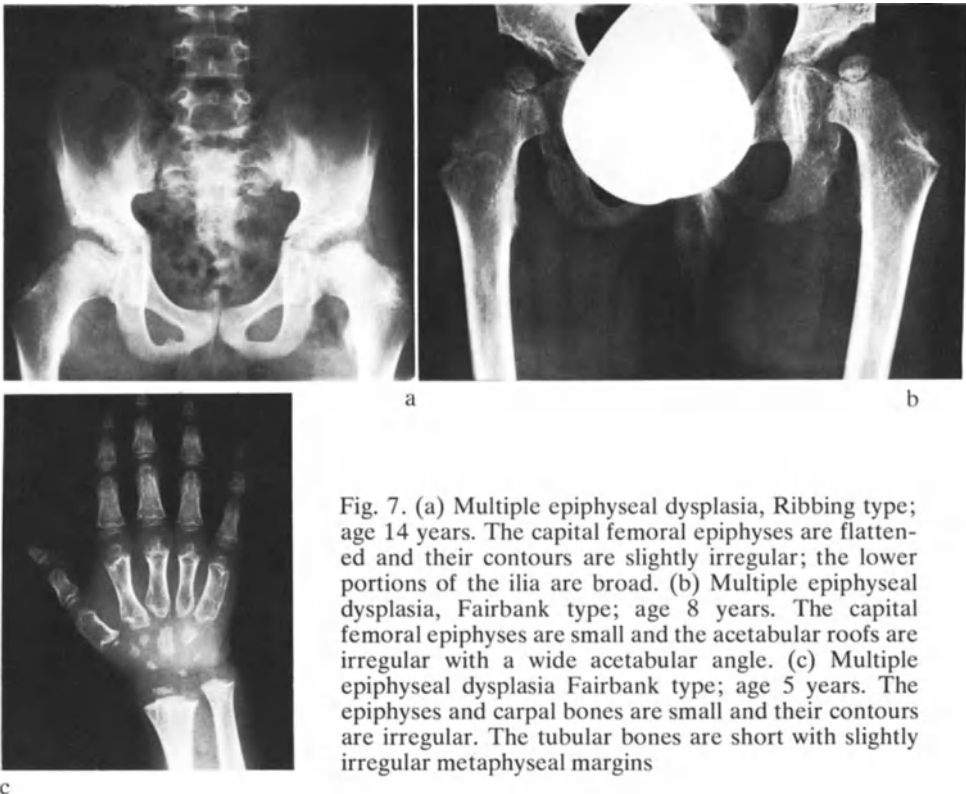 a
b
c
Fig. 7. (a) Multiple epiphyseal dysplasia, Ribbing type;
age 14 years. The capital femoral epiphyses are flatten-
ed and their contours are slightly irregular; the lower
portions of the ilia are broad. (b) Multiple epiphyseal
dysplasia, Fairbank type; age 8 years. The capital
femoral epiphyses are small and the acetabular roofs are
irregular with a wide acetabular angle. (c) Multiple
epiphyseal dysplasia Fairbank type; age 5 years. The
epiphyses and carpal bones are small and their contours
are irregular. The tubular bones are short with slightly
irregular metaphyseal margins